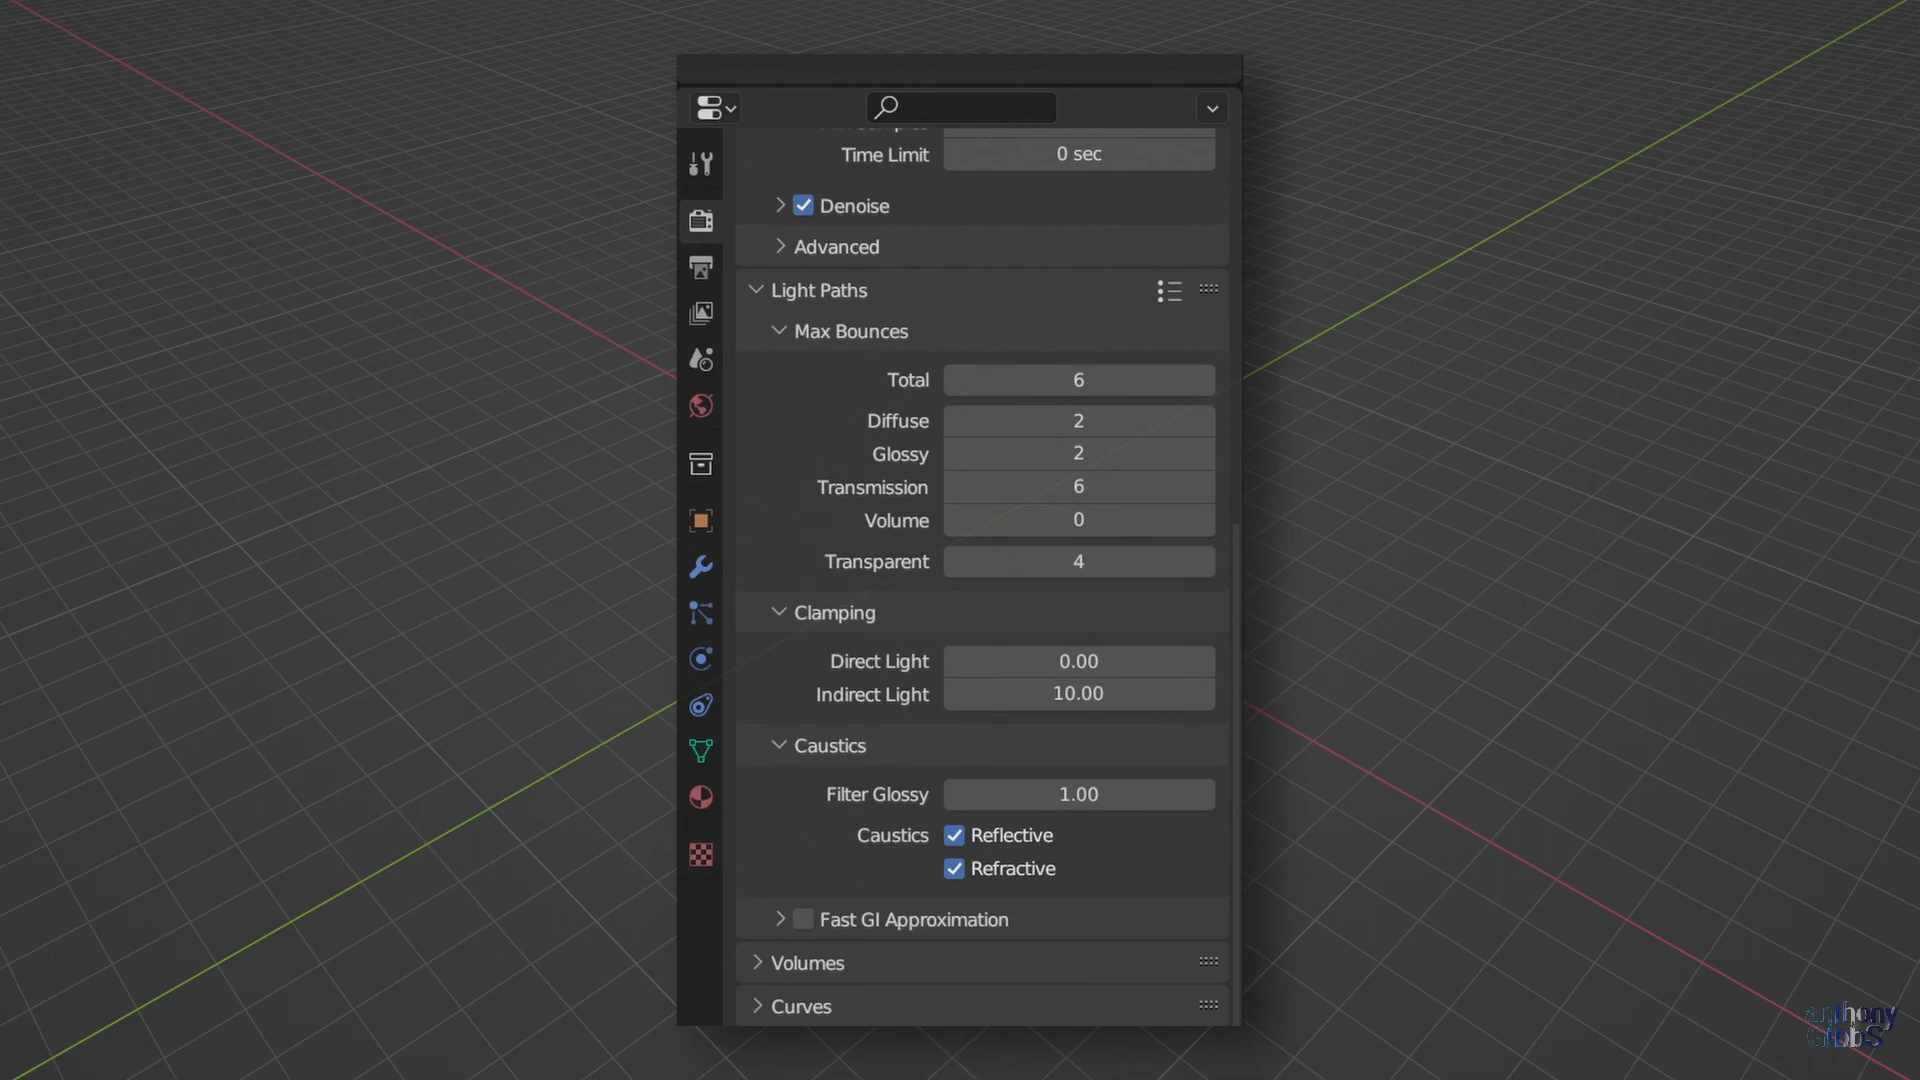 Time Limit 0 sec
Denoise
Advanced
Light Paths
Max Bounces
Total 6
Diffuse 2
Glossy 2
Transmission 6
Volume 0
Transparent 4
Clamping
Direct Light 0.00
Indirect Light 10.00
Caustics
Filter Glossy 1.00
Caustics Reflective
Refractive
Fast GI Approximation
Volumes
Curves
anthony
GibbS